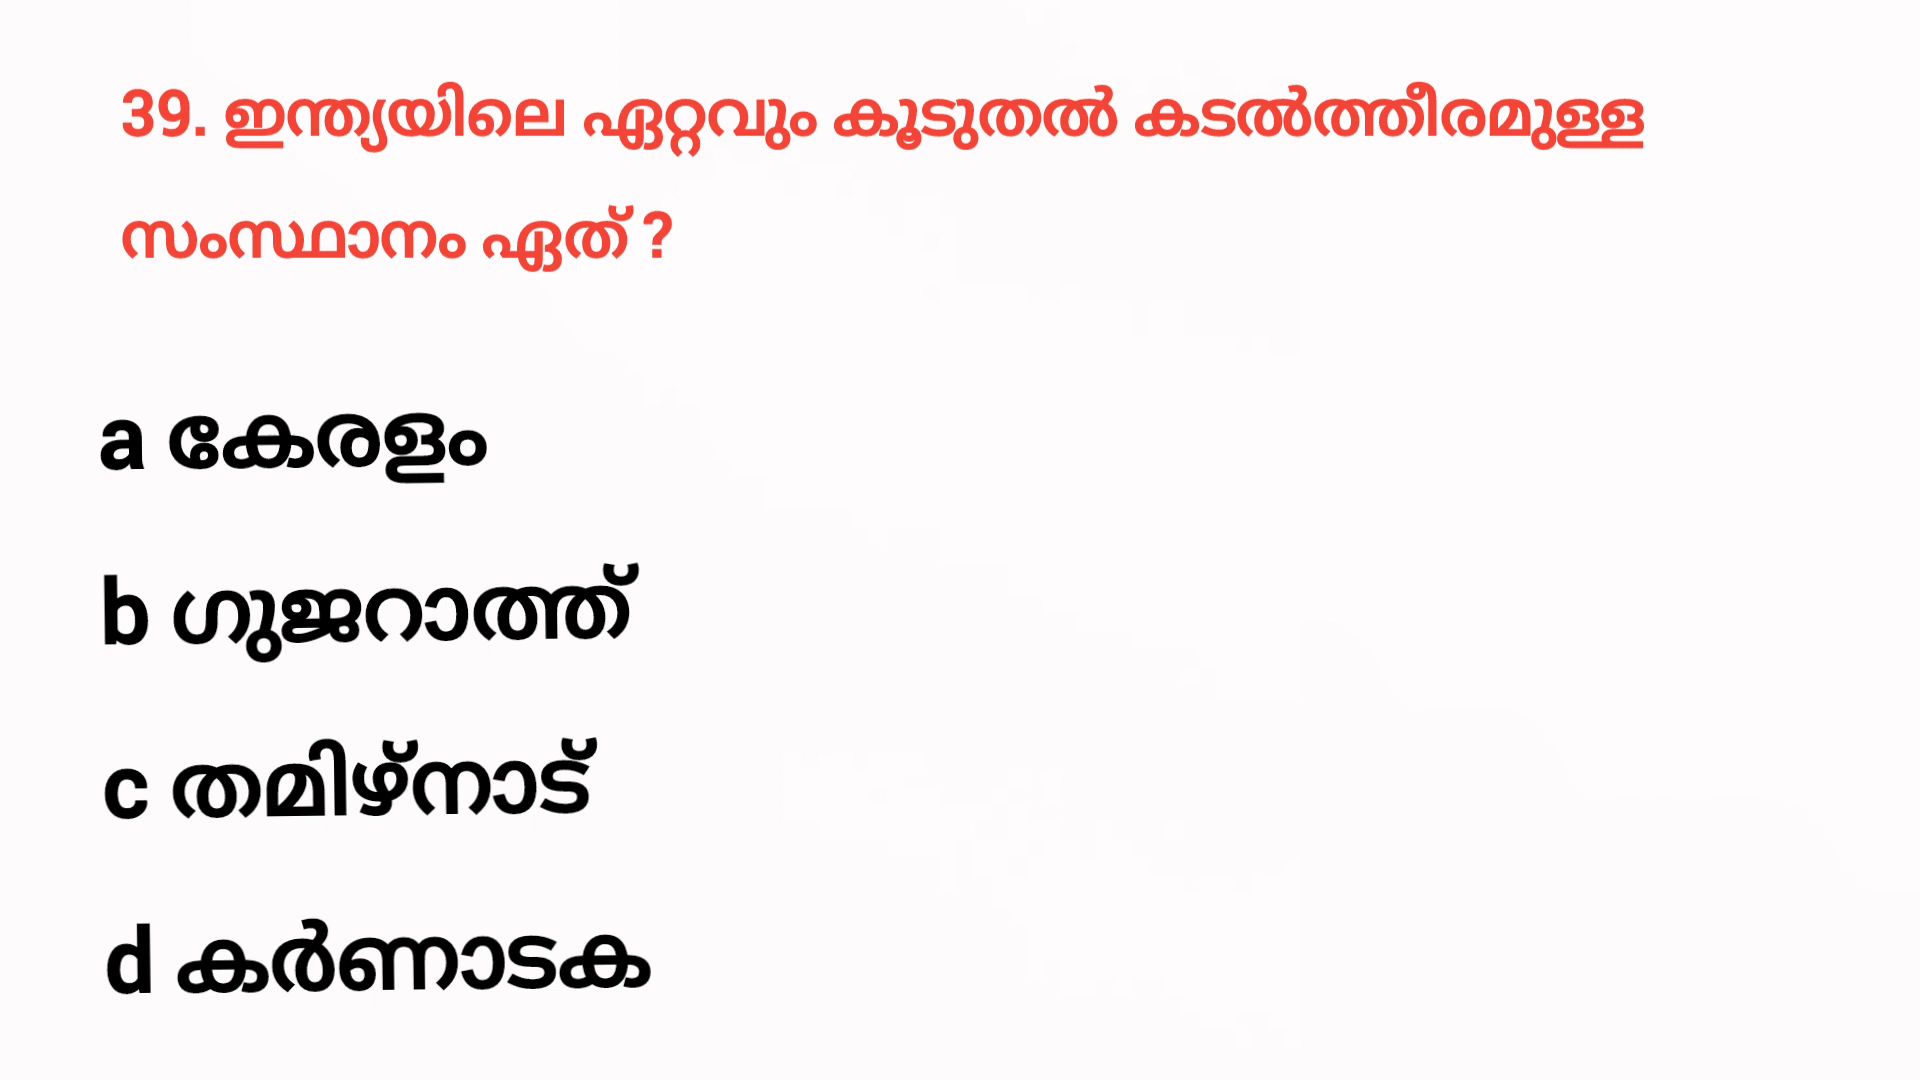 39. ഇന്ത്യയിലെ ഏറ്റവും കൂടുതൽ കടൽത്തീരമുള്ള
സംസ്ഥാനം ഏത് ?
a കേരളം
b ഗുജറാത്ത്
c തമിഴ്നാട്
d കർണാടക